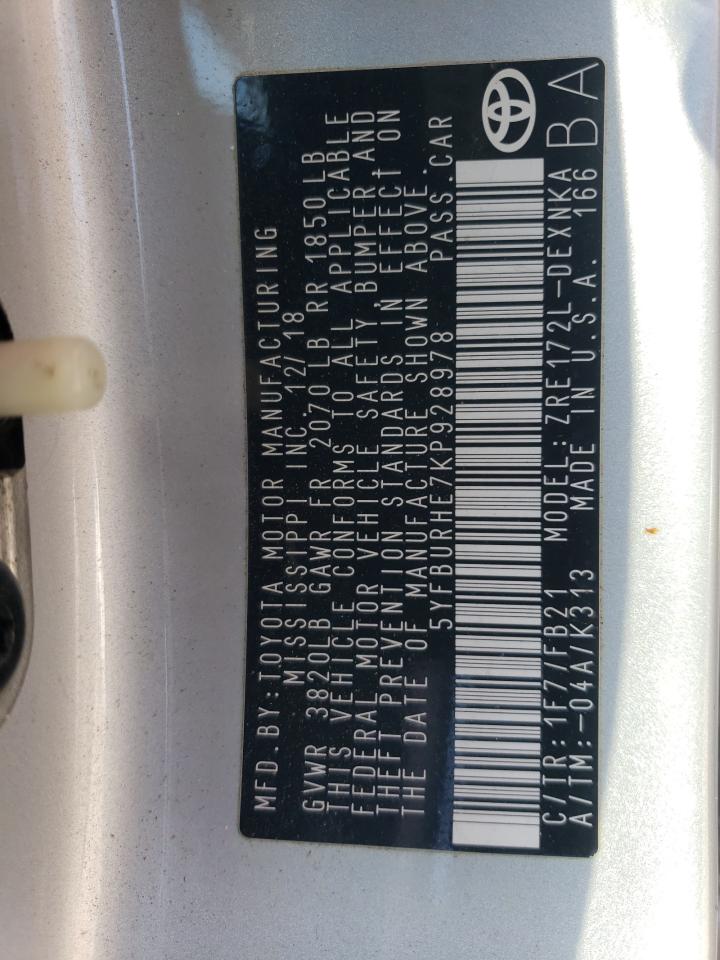 MFD.BY:TOYOTA MOTOR MANUFACTURING
MISSISSIPPI INC. 12/18
GVWR 3820LB GAWR FR 2070LB RR 1850LB
THIS VEHICLE CONFORMS TO ALL APPLICABLE
FEDERAL MOTOR VEHICLE SAFETY, BUMPER, AND
THEFT PREVENTION STANDARDS IN EFFECT ON
THE DATE OF MANUFACTURE SHOWN ABOVE.
5YFBURHE7KP928978 PASS.CAR
C/TR:1F7/FB21 MODEL:ZRE172L-DEXNKA
A/TM:-04A/K313 MADE IN U.S.A. 166
BA